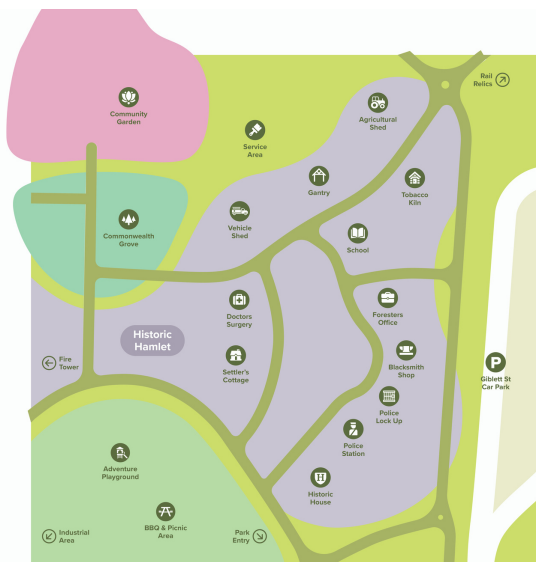 Community
Garden
Service
Area
Agricultural
Shed
Rail
Relics
Gantry
Tobacco
Kiln
Vehicle
Shed
Commonwealth
Grove
School
Doctors
Surgery
Foresters
Office
Historic
Hamlet
Fire
Tower
Settler's
Cottage
Blacksmith
Shop
P
Giblett St
Car Park
Police
Lock Up
Police
Station
Adventure
Playground
Historic
House
Industrial
Area
BBQ & Picnic
Area
Park
Entry